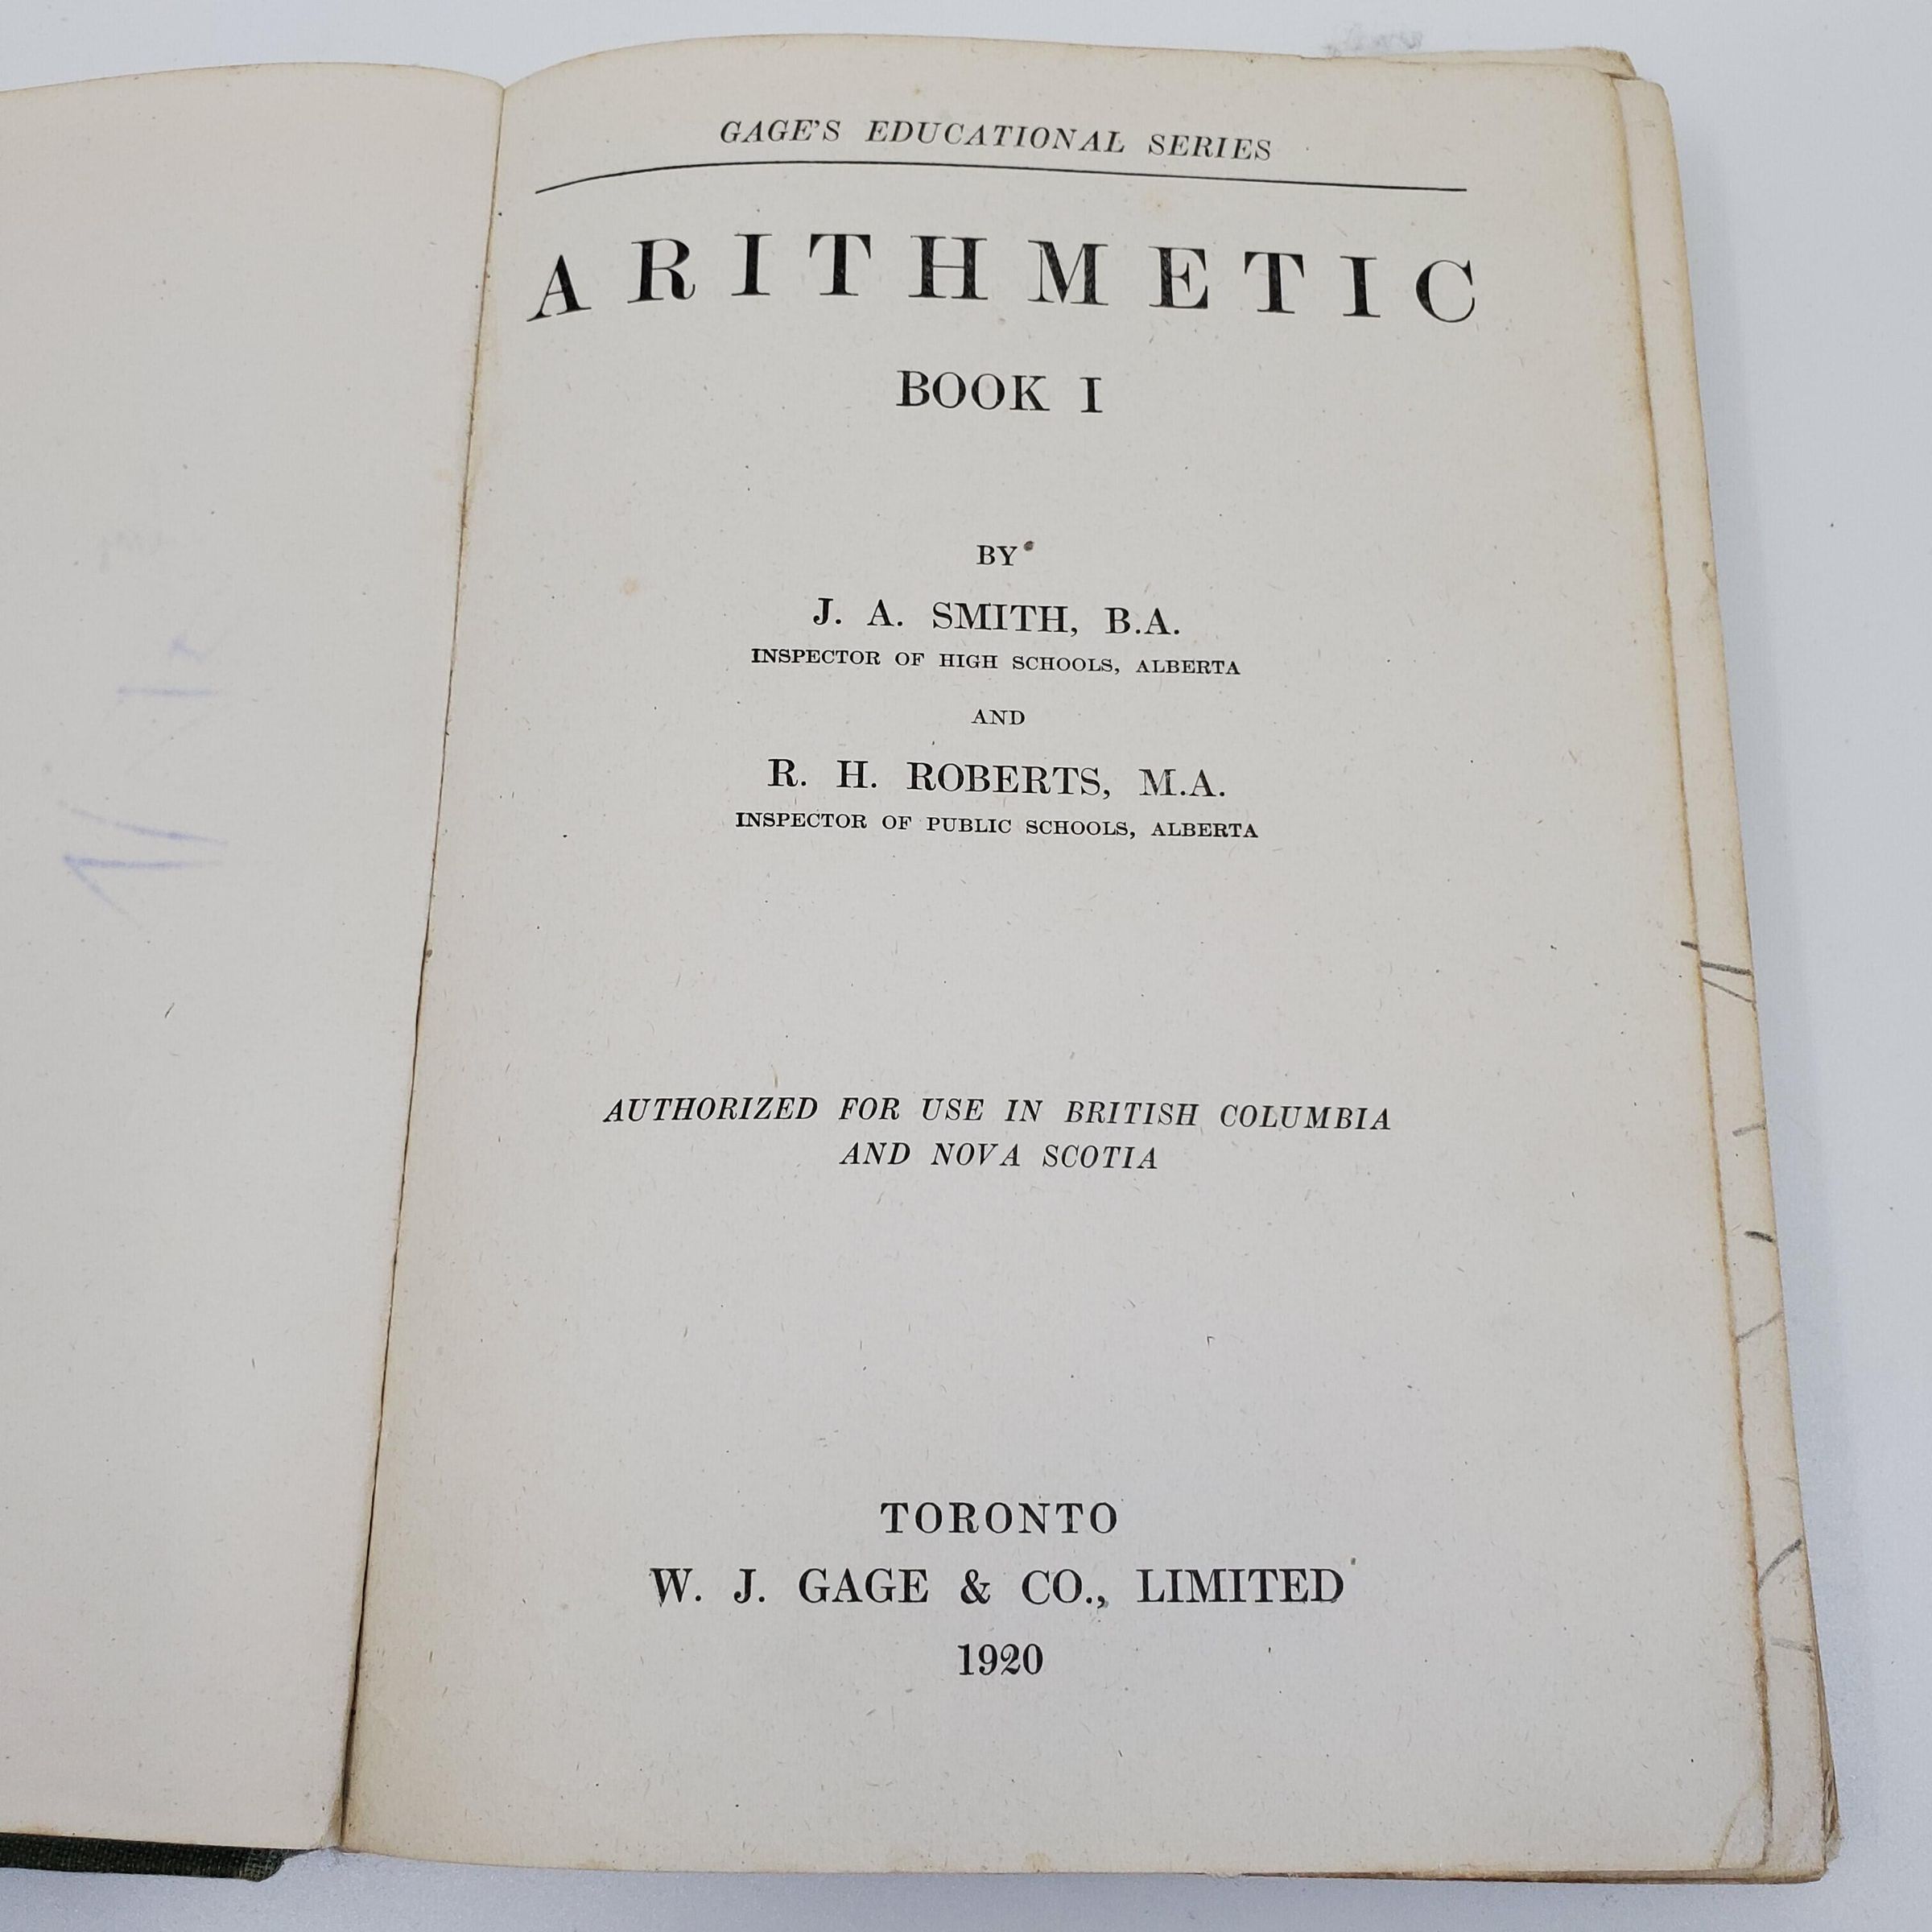 GAGE'S EDUCATIONAL SERIES
ARITHMETIC
BOOK I
BY
J. A. SMITH, B.A.
INSPECTOR OF HIGH SCHOOLS, ALBERTA
AND
R. H. ROBERTS, M.A.
INSPECTOR OF PUBLIC SCHOOLS, ALBERTA
AUTHORIZED FOR USE IN BRITISH COLUMBIA
AND NOVA SCOTIA
TORONTO
W. J. GAGE & CO., LIMITED
1920